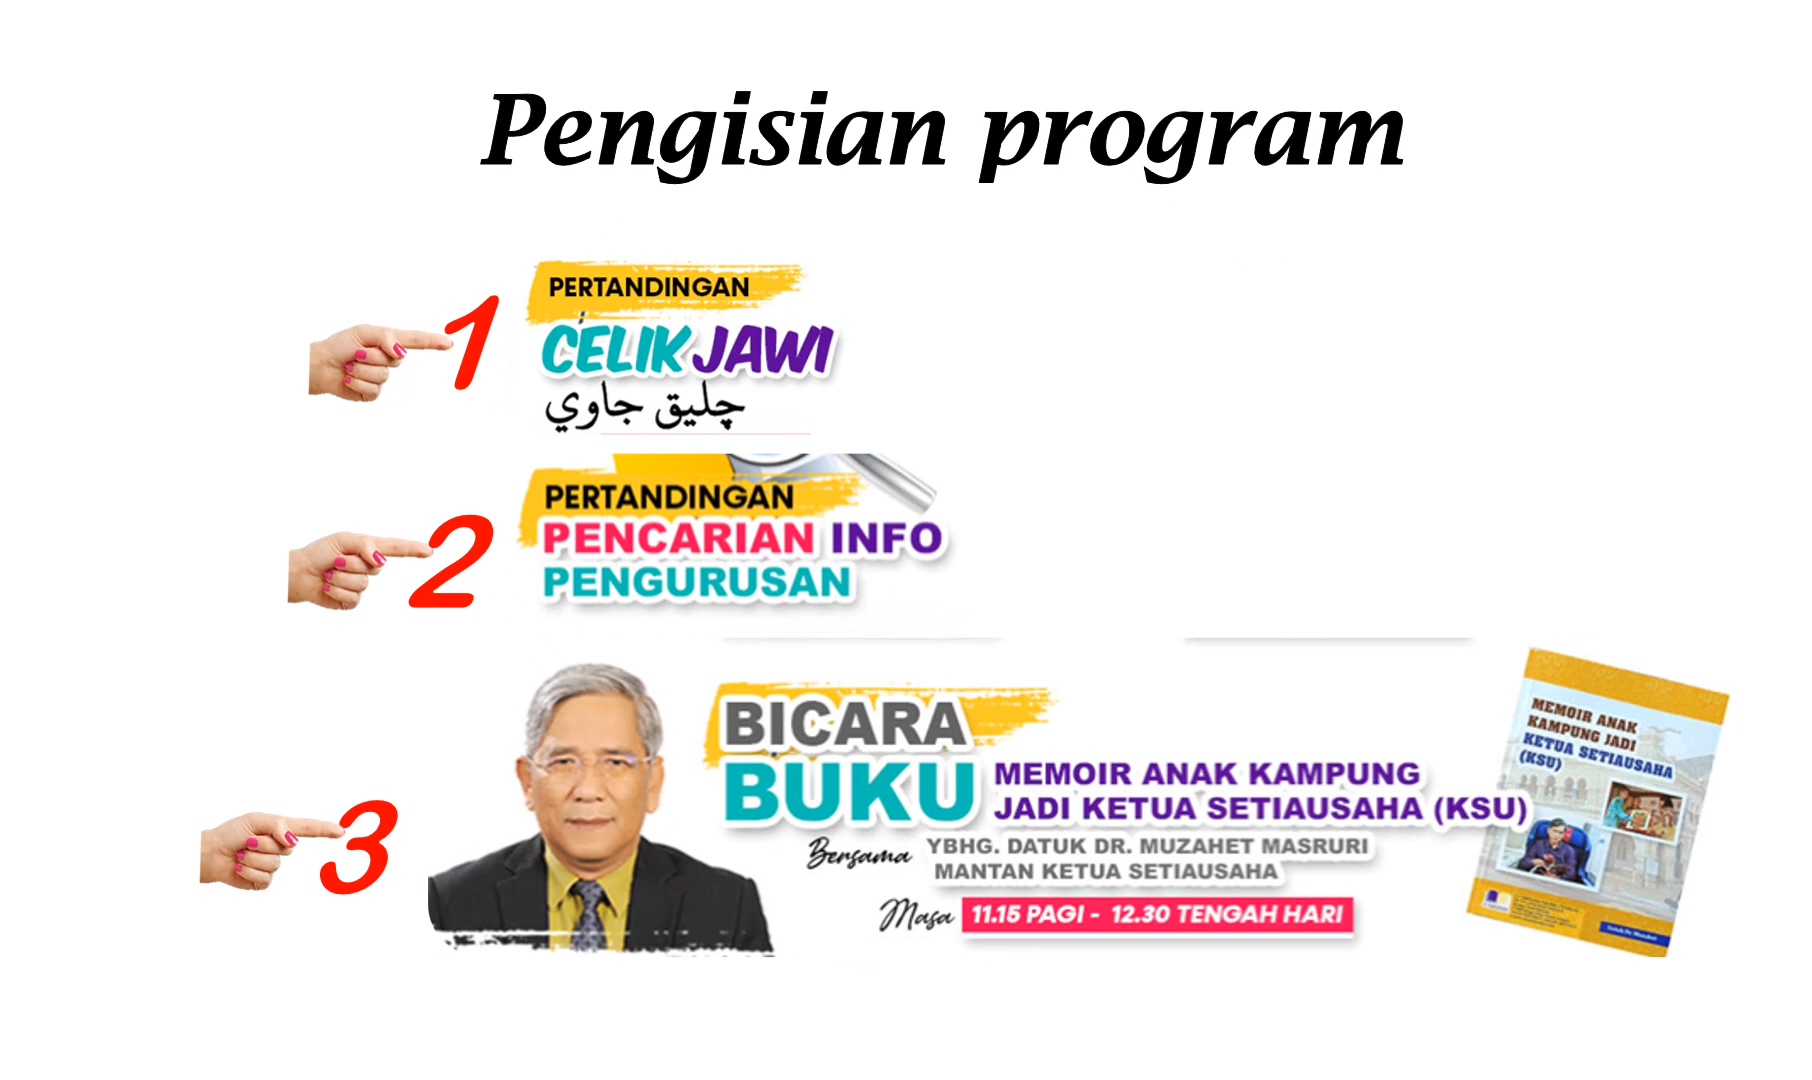 Pengisian program
1
PERTANDINGAN
CELIK JAWI
چليق جاوي
2
PERTANDINGAN
PENCARIAN INFO
PENGURUSAN
3
BICARA
BUKU
MEMOIR ANAK KAMPUNG
JADI KETUA SETIAUSAHA (KSU)
Bersama YBHG. DATUK DR. MUZAHET MASRURI
MANTAN KETUA SETIAUSAHA
Masa 11.15 PAGI - 12.30 TENGAH HARI
MEMOIR ANAK
KAMPUNG JADI
KETUA SETIAUSAHA
(KSU)